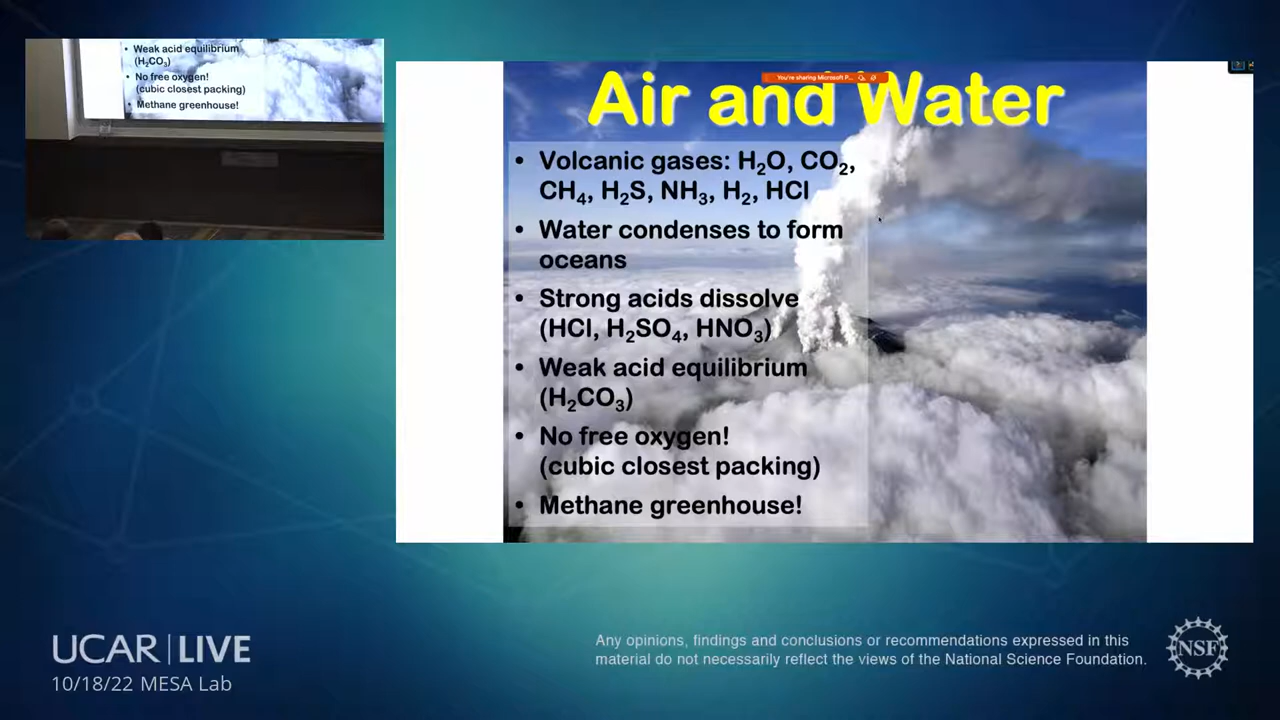 Weak acid equilibrium
(H₂CO₃)
No free oxygen!
(cubic closest packing)
Methane greenhouse!
You're sharing Microsoft P...
Air and Water
• Volcanic gases: H₂O, CO₂,
CH₄, H₂S, NH₃, H₂, HCl
• Water condenses to form
oceans
• Strong acids dissolve
(HCl, H₂SO₄, HNO₃)
• Weak acid equilibrium
(H₂CO₃)
• No free oxygen!
(cubic closest packing)
• Methane greenhouse!
UCAR | LIVE
10/18/22 MESA Lab
Any opinions, findings and conclusions or recommendations expressed in this
material do not necessarily reflect the views of the National Science Foundation.
NSF